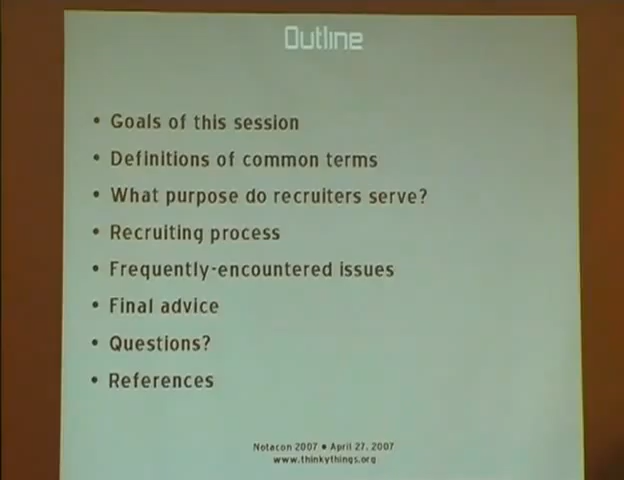 Outline
• Goals of this session
• Definitions of common terms
• What purpose do recruiters serve?
• Recruiting process
• Frequently-encountered issues
• Final advice
• Questions?
• References
Notacon 2007 • April 27, 2007
www.thinkythings.org